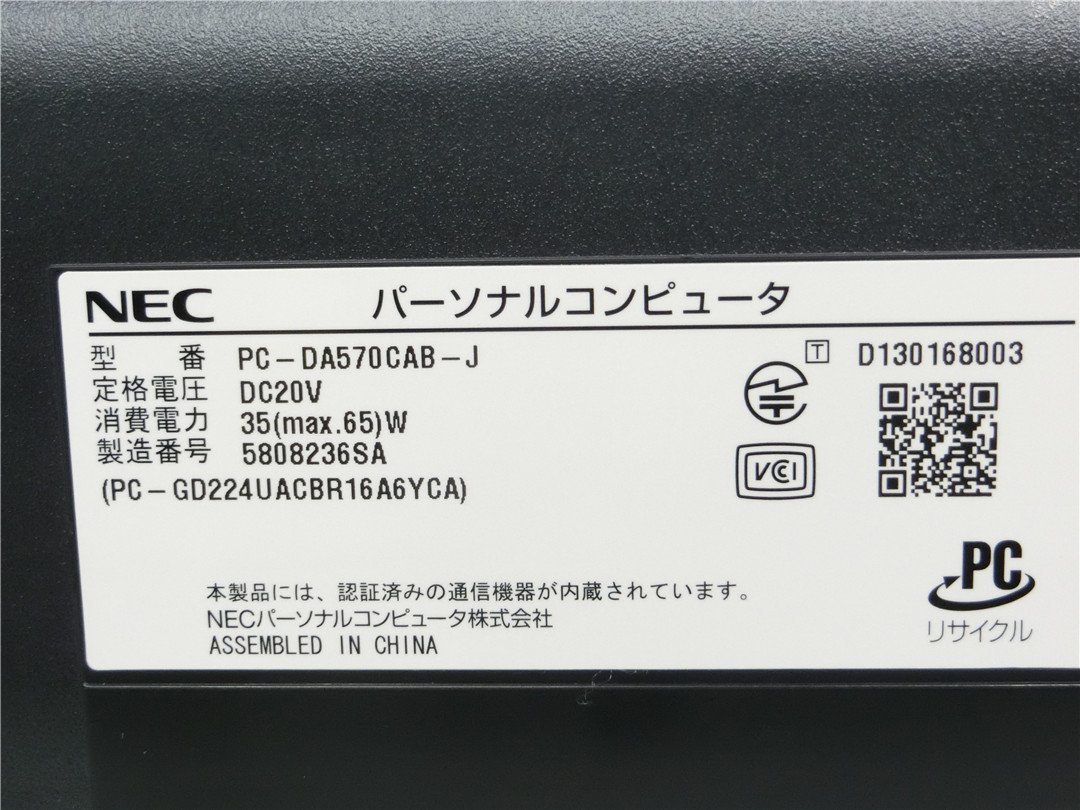 NEC パーソナルコンピュータ
型 番 PC-DA570CAB-J
定格電圧 DC20V
消費電力 35(max.65)W
製造番号 5808236SA
(PC-GD224UACBR16A6YCA)
T D130168003
VCI
PC
リサイクル
本製品には、認証済みの通信機器が内蔵されています。
NECパーソナルコンピュータ株式会社
ASSEMBLED IN CHINA